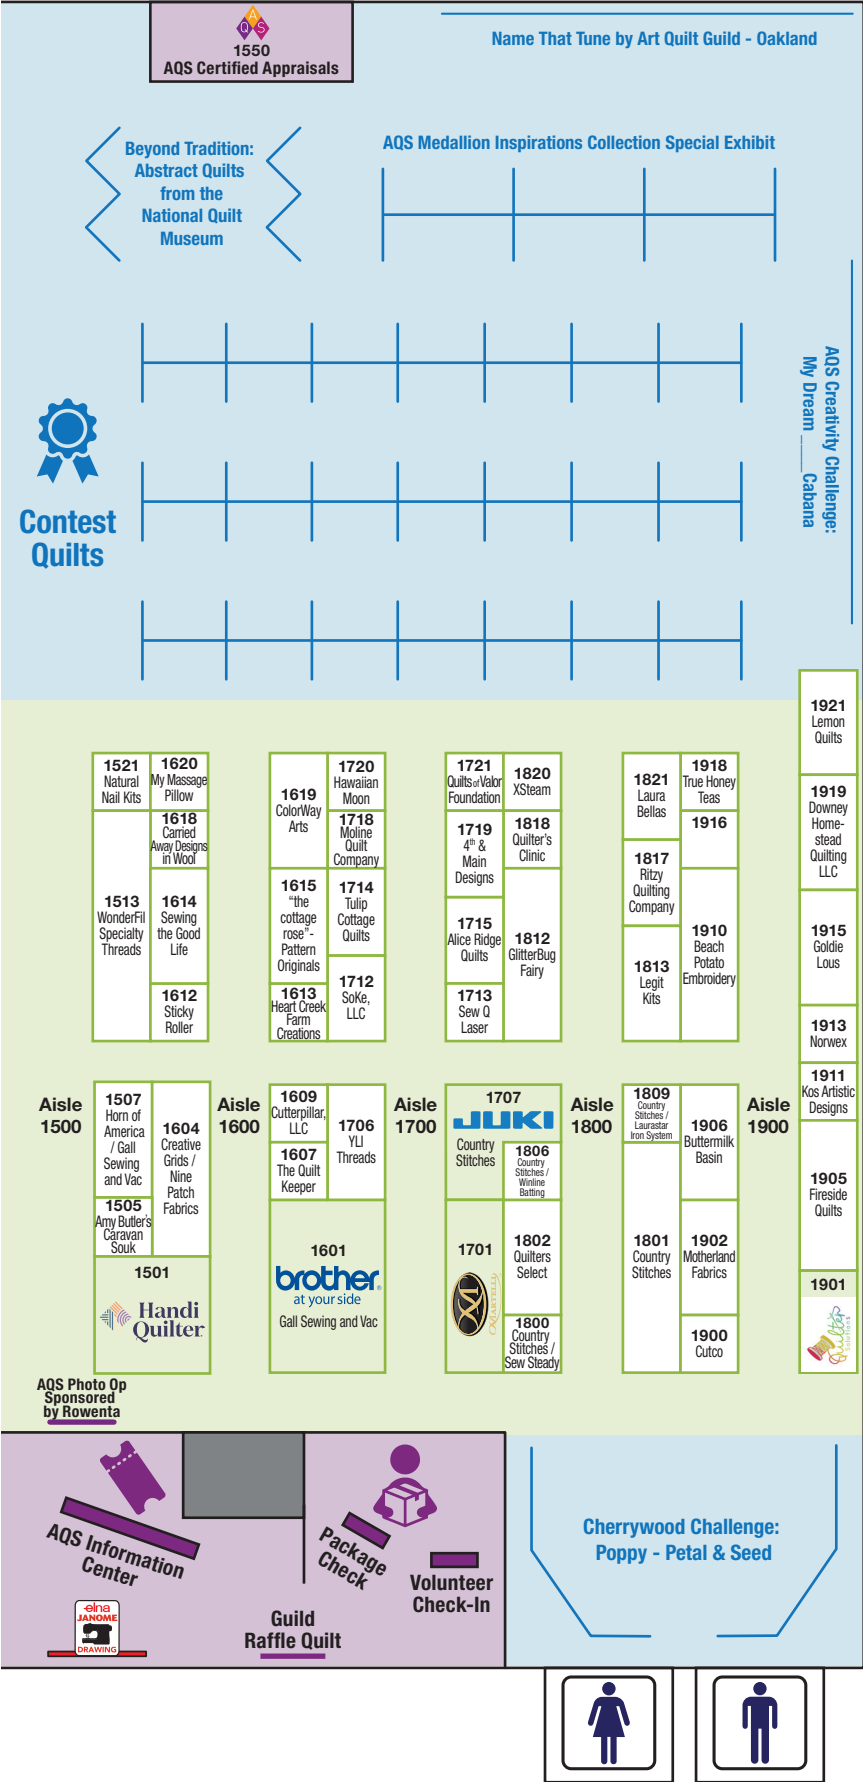 A
Q S
1550
AQS Certified Appraisals
Name That Tune by Art Quilt Guild - Oakland
Beyond Tradition:
Abstract Quilts
from the
National Quilt
Museum
AQS Medallion Inspirations Collection Special Exhibit
AQS Creativity Challenge:
My Dream ____Cabana
Contest
Quilts
1921
Lemon
Quilts
1919
Downey
Home-
stead
Quilting
LLC
1915
Goldie
Lous
1913
Norwex
1911
Kos Artistic
Designs
1905
Fireside
Quilts
1901
Quilter
Solutions
1521
Natural
Nail Kits
1620
My Massage
Pillow
1618
Carried
Away Designs
in Wool
1513
WonderFil
Specialty
Threads
1614
Sewing
the Good
Life
1612
Sticky
Roller
1619
ColorWay
Arts
1720
Hawaiian
Moon
1718
Moline
Quilt
Company
1615
"the
cottage
rose"-
Pattern
Originals
1714
Tulip
Cottage
Quilts
1613
Heart Creek
Farm
Creations
1712
SoKe,
LLC
1721
Quilts of Valor
Foundation
1820
XSteam
1719
4th &
Main
Designs
1818
Quilter's
Clinic
1715
Alice Ridge
Quilts
1812
GlitterBug
Fairy
1713
Sew Q
Laser
1821
Laura
Bellas
1918
True Honey
Teas
1916
1817
Ritzy
Quilting
Company
1910
Beach
Potato
Embroidery
1813
Legit
Kits
Aisle
1500
Aisle
1600
Aisle
1700
Aisle
1800
Aisle
1900
1507
Horn of
America
/ Gall
Sewing
and Vac
1604
Creative
Grids /
Nine
Patch
Fabrics
1505
Amy Butler's
Caravan
Souk
1501
Handi
Quilter
1609
Cutterpillar,
LLC
1607
The Quilt
Keeper
1706
YLI
Threads
1601
brother
at your side
Gall Sewing and Vac
1707
JUKI
Country
Stitches
1806
Country
Stitches /
Winline
Batting
1701
M
MARTELLI
1802
Quilters
Select
1800
Country
Stitches /
Sew Steady
1809
Country
Stitches /
Laurastar
Iron System
1906
Buttermilk
Basin
1801
Country
Stitches
1902
Motherland
Fabrics
1900
Cutco
AQS Photo Op
Sponsored
by Rowenta
AQS Information
Center
elna
JANOME
DRAWING
Guild
Raffle Quilt
Package
Check
Volunteer
Check-In
Cherrywood Challenge:
Poppy - Petal & Seed